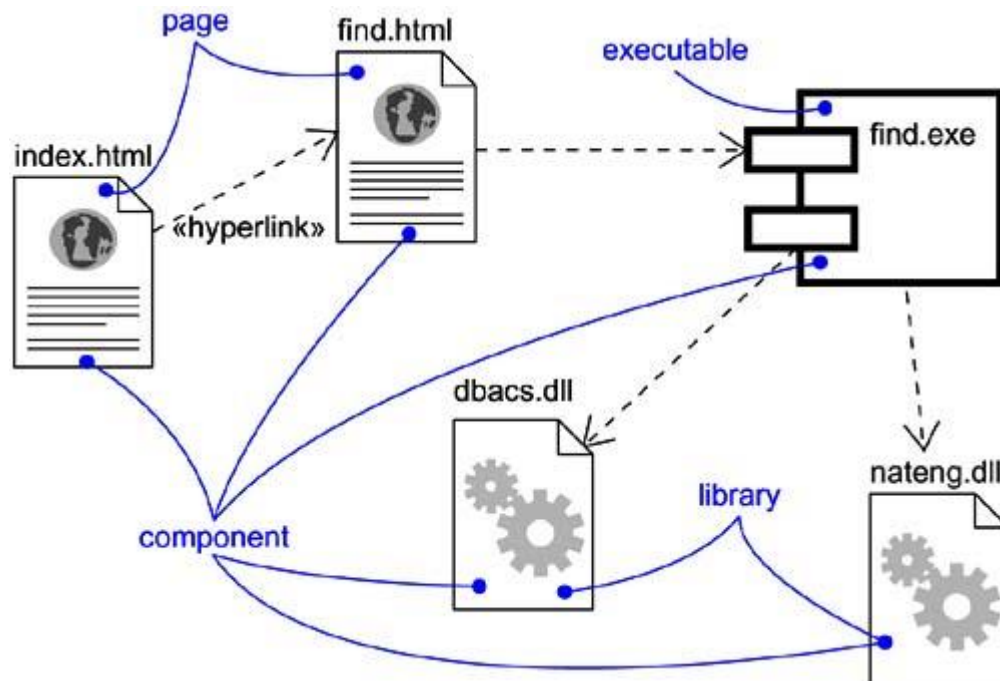 page
find.html
executable
index.html
find.exe
«hyperlink»
dbacs.dll
nateng.dll
library
component